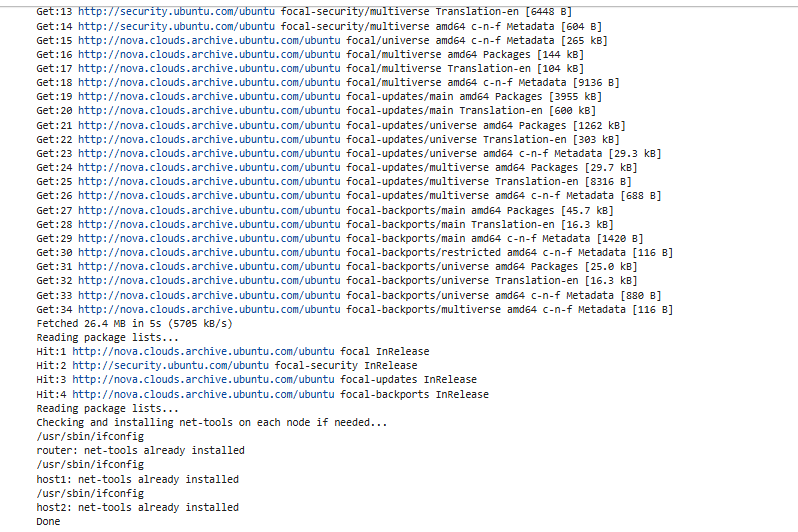 Get:13 http://security.ubuntu.com/ubuntu focal-security/multiverse Translation-en [6448 B]
Get:14 http://security.ubuntu.com/ubuntu focal-security/multiverse amd64 c-n-f Metadata [604 B]
Get:15 http://nova.clouds.archive.ubuntu.com/ubuntu focal/universe amd64 c-n-f Metadata [265 kB]
Get:16 http://nova.clouds.archive.ubuntu.com/ubuntu focal/multiverse amd64 Packages [144 kB]
Get:17 http://nova.clouds.archive.ubuntu.com/ubuntu focal/multiverse Translation-en [104 kB]
Get:18 http://nova.clouds.archive.ubuntu.com/ubuntu focal/multiverse amd64 c-n-f Metadata [9136 B]
Get:19 http://nova.clouds.archive.ubuntu.com/ubuntu focal-updates/main amd64 Packages [3955 kB]
Get:20 http://nova.clouds.archive.ubuntu.com/ubuntu focal-updates/main Translation-en [600 kB]
Get:21 http://nova.clouds.archive.ubuntu.com/ubuntu focal-updates/universe amd64 Packages [1262 kB]
Get:22 http://nova.clouds.archive.ubuntu.com/ubuntu focal-updates/universe Translation-en [303 kB]
Get:23 http://nova.clouds.archive.ubuntu.com/ubuntu focal-updates/universe amd64 c-n-f Metadata [29.3 kB]
Get:24 http://nova.clouds.archive.ubuntu.com/ubuntu focal-updates/multiverse amd64 Packages [29.7 kB]
Get:25 http://nova.clouds.archive.ubuntu.com/ubuntu focal-updates/multiverse Translation-en [8316 B]
Get:26 http://nova.clouds.archive.ubuntu.com/ubuntu focal-updates/multiverse amd64 c-n-f Metadata [688 B]
Get:27 http://nova.clouds.archive.ubuntu.com/ubuntu focal-backports/main amd64 Packages [45.7 kB]
Get:28 http://nova.clouds.archive.ubuntu.com/ubuntu focal-backports/main Translation-en [16.3 kB]
Get:29 http://nova.clouds.archive.ubuntu.com/ubuntu focal-backports/main amd64 c-n-f Metadata [1420 B]
Get:30 http://nova.clouds.archive.ubuntu.com/ubuntu focal-backports/restricted amd64 c-n-f Metadata [116 B]
Get:31 http://nova.clouds.archive.ubuntu.com/ubuntu focal-backports/universe amd64 Packages [25.0 kB]
Get:32 http://nova.clouds.archive.ubuntu.com/ubuntu focal-backports/universe Translation-en [16.3 kB]
Get:33 http://nova.clouds.archive.ubuntu.com/ubuntu focal-backports/universe amd64 c-n-f Metadata [880 B]
Get:34 http://nova.clouds.archive.ubuntu.com/ubuntu focal-backports/multiverse amd64 c-n-f Metadata [116 B]
Fetched 26.4 MB in 5s (5705 kB/s)
Reading package lists...
Hit:1 http://nova.clouds.archive.ubuntu.com/ubuntu focal InRelease
Hit:2 http://security.ubuntu.com/ubuntu focal-security InRelease
Hit:3 http://nova.clouds.archive.ubuntu.com/ubuntu focal-updates InRelease
Hit:4 http://nova.clouds.archive.ubuntu.com/ubuntu focal-backports InRelease
Reading package lists...
Checking and installing net-tools on each node if needed...
/usr/sbin/ifconfig
router: net-tools already installed
/usr/sbin/ifconfig
host1: net-tools already installed
/usr/sbin/ifconfig
host2: net-tools already installed
Done